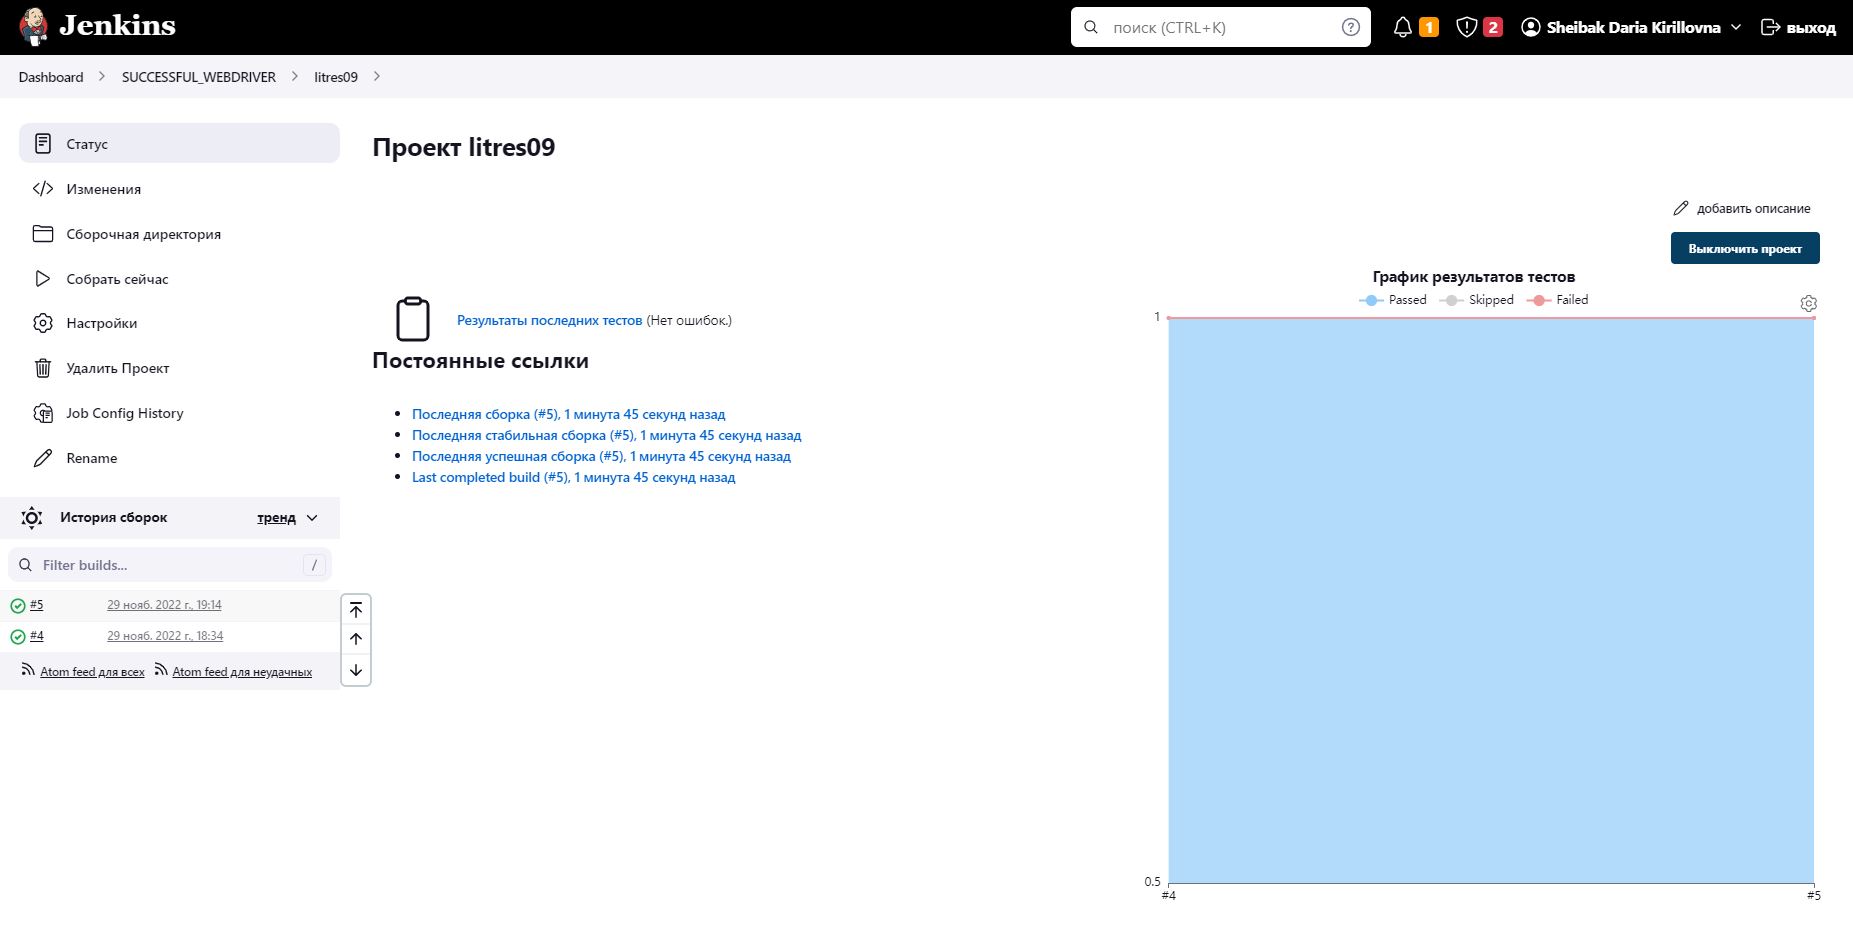 Jenkins
поиск (CTRL+K)
1
2
Sheibak Daria Kirillovna
выход
Dashboard
SUCCESSFUL_WEBDRIVER
litres09
Статус
Изменения
Сборочная директория
Собрать сейчас
Настройки
Удалить Проект
Job Config History
Rename
История сборок
тренд
Filter builds...
/
#5 29 нояб. 2022 г., 19:14
#4 29 нояб. 2022 г., 18:34
Atom feed для всех Atom feed для неудачных
Проект litres09
добавить описание
Выключить проект
Результаты последних тестов (Нет ошибок.)
Постоянные ссылки
Последняя сборка (#5), 1 минута 45 секунд назад
Последняя стабильная сборка (#5), 1 минута 45 секунд назад
Последняя успешная сборка (#5), 1 минута 45 секунд назад
Last completed build (#5), 1 минута 45 секунд назад
График результатов тестов
Passed Skipped Failed
1
0.5
#4 #5